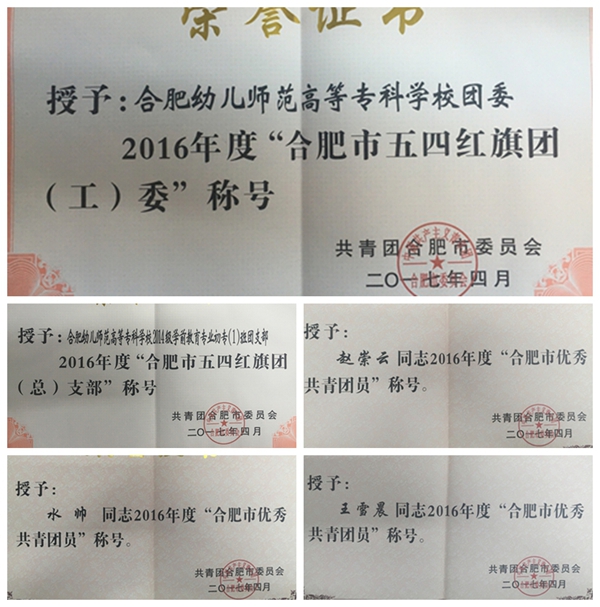 荣誉证书
授予：合肥幼儿师范高等专科学校团委
2016年度“合肥市五四红旗团
（工）委”称号
共青团合肥市委员会
二〇一七年四月
授予：合肥幼儿师范高等专科学校2014级学前教育专业初专(1)班团支部
2016年度“合肥市五四红旗团
（总）支部”称号
共青团合肥市委员会
二〇一七年四月
授予：
赵崇云 同志2016年度“合肥市优秀
共青团员”称号。
共青团合肥市委员会
二〇一七年四月
授予：
水帅 同志2016年度“合肥市优秀
共青团员”称号。
共青团合肥市委员会
二〇一七年四月
授予：
王雪晨 同志2016年度“合肥市优秀
共青团员”称号。
共青团合肥市委员会
二〇一七年四月